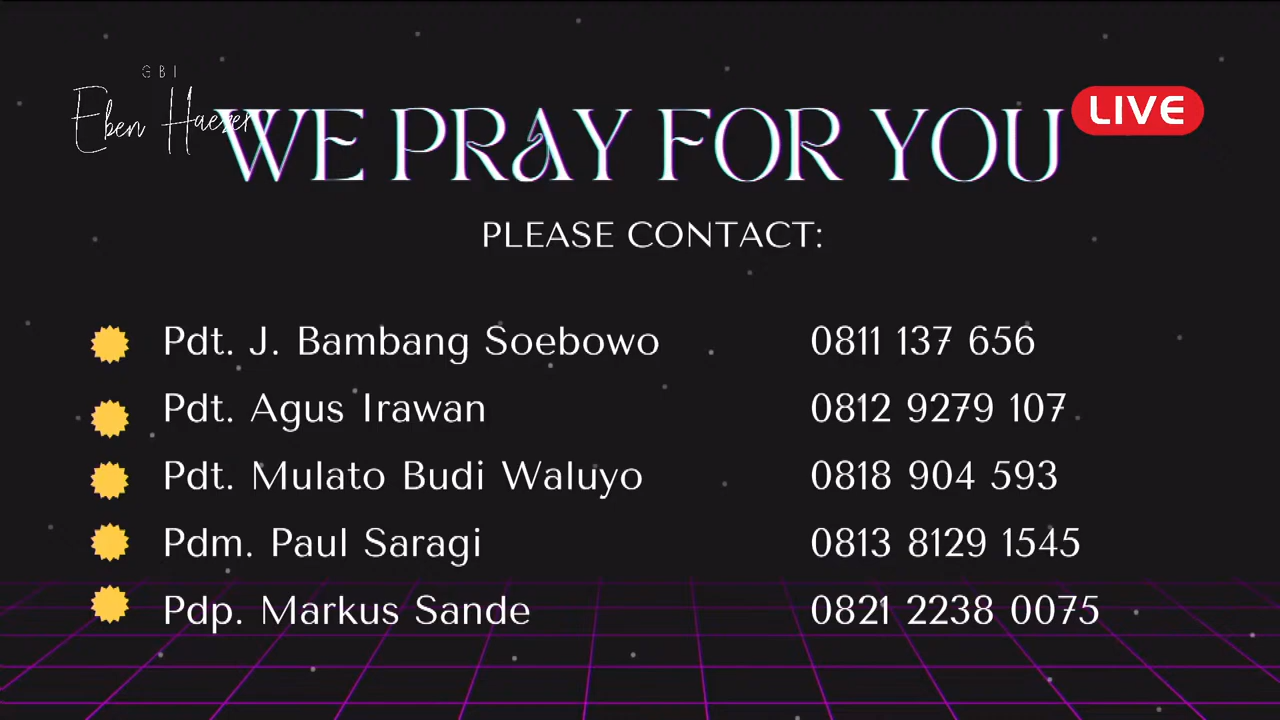 GBI
Eben Haezer
WE PRAY FOR YOU
LIVE
PLEASE CONTACT:
Pdt. J. Bambang Soebowo 0811 137 656
Pdt. Agus Irawan 0812 9279 107
Pdt. Mulato Budi Waluyo 0818 904 593
Pdm. Paul Saragi 0813 8129 1545
Pdp. Markus Sande 0821 2238 0075